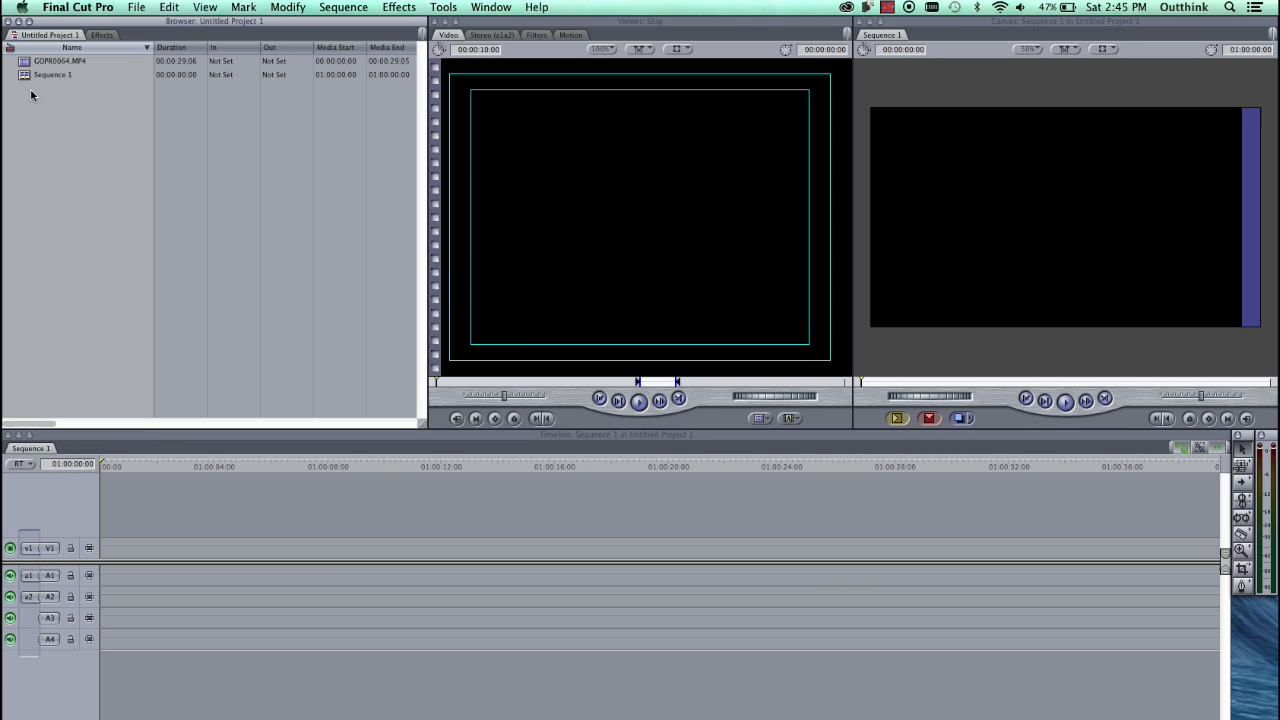 Final Cut Pro File Edit View Mark Modify Sequence Effects Tools Window Help 47% Sat 2:45 PM Outthink
Browser: Untitled Project 1
Untitled Project 1 Effects
Name Duration In Out Media Start Media End
GOPR0064.MP4 00:00:29;06 Not Set Not Set 00:00:00;00 00:00:29;05
Sequence 1 00:00:00;00 Not Set Not Set 01:00:00;00 01:00:00;00
Viewer: Slug
Video Stereo (a1a2) Filters Motion
00:00:10:00 100% 00:00:00:00
Canvas: Sequence 1 in Untitled Project 1
Sequence 1
00:00:00;00 50% 01:00:00;00
Timeline: Sequence 1 in Untitled Project 1
Sequence 1
RT 01:00:00;00 00:00 01:00:04;00 01:00:08;00 01:00:12;00 01:00:16;00 01:00:20;00 01:00:24;00 01:00:28;00 01:00:32;00 01:00:36;00 0
v1 V1
a1 A1
a2 A2
A3
A4